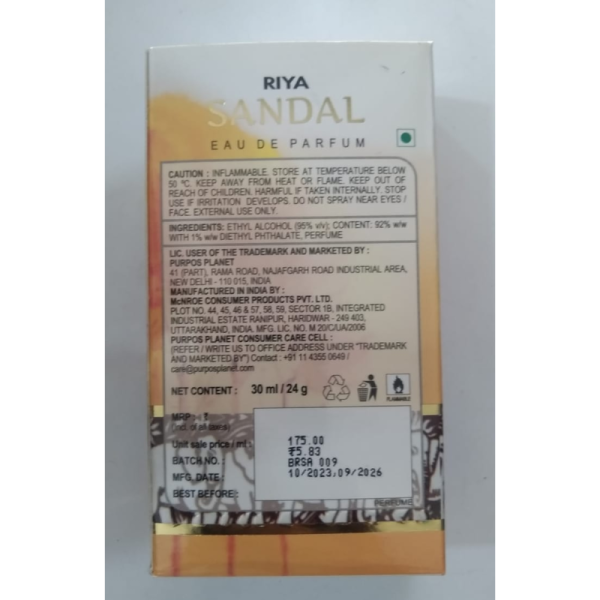 RIYA
SANDAL
EAU DE PARFUM
CAUTION : INFLAMMABLE. STORE AT TEMPERATURE BELOW
50 ºC. KEEP AWAY FROM HEAT OR FLAME. KEEP OUT OF
REACH OF CHILDREN. HARMFUL IF TAKEN INTERNALLY. STOP
USE IF IRRITATION DEVELOPS. DO NOT SPRAY NEAR EYES /
FACE. EXTERNAL USE ONLY.
INGREDIENTS: ETHYL ALCOHOL (95% v/v); CONTENT: 92% w/w
WITH 1% w/w DIETHYL PHTHALATE, PERFUME
LIC. USER OF THE TRADEMARK AND MARKETED BY :
PURPOS PLANET
41 (PART), RAMA ROAD, NAJAFGARH ROAD INDUSTRIAL AREA,
NEW DELHI - 110 015, INDIA
MANUFACTURED IN INDIA BY :
McNROE CONSUMER PRODUCTS PVT. LTD.
PLOT NO. 44, 45, 46 & 57, 58, 59, SECTOR 1B, INTEGRATED
INDUSTRIAL ESTATE RANIPUR, HARIDWAR - 249 403,
UTTARAKHAND, INDIA. MFG. LIC. NO. M 20/C/UA/2006
PURPOS PLANET CONSUMER CARE CELL :
(REFER / WRITE US TO OFFICE ADDRESS UNDER "TRADEMARK
AND MARKETED BY") Contact : +91 11 4355 0649 /
care@purposplanet.com
NET CONTENT : 30 ml / 24 g
FLAMMABLE
MRP : ₹ 175.00
(incl. of all taxes)
Unit sale price / ml : ₹5.83
BATCH NO. : BRSA 009
MFG. DATE : 10/2023,09/2026
BEST BEFORE :
PERFUME